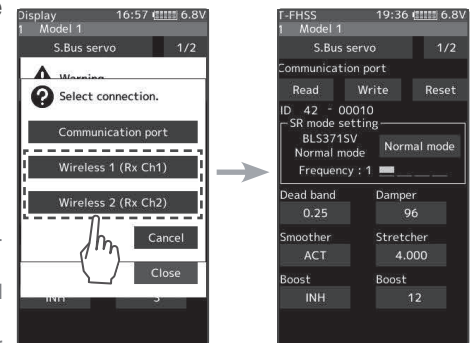 Display 16:57 6.8V
1 Model 1
S.Bus servo 1/2
Warning
Select connection.
Communication port
Wireless 1 (Rx Ch1)
Wireless 2 (Rx Ch2)
Cancel
Close
INH
T-FHSS 19:36 6.8V
1 Model 1
S.Bus servo 1/2
Communication port
Read Write Reset
ID 42 - 00010
SR mode setting
BLS371SV
Normal mode
Normal mode
Frequency : 1
Dead band Damper
0.25 96
Smoother Stretcher
ACT 4.000
Boost Boost
INH 12